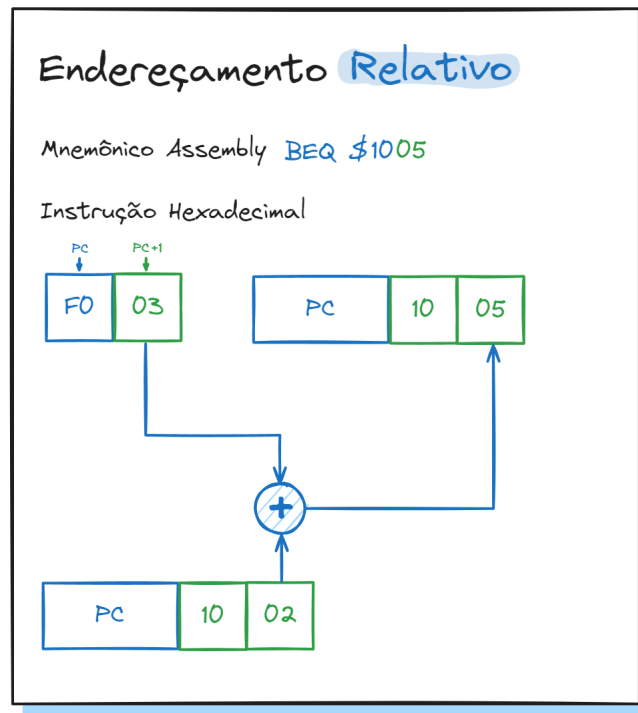 Endereçamento Relativo
Mnemônico Assembly BEQ $1005
Instrução Hexadecimal
PC PC+1
F0 03 PC 10 05
+
PC 10 02